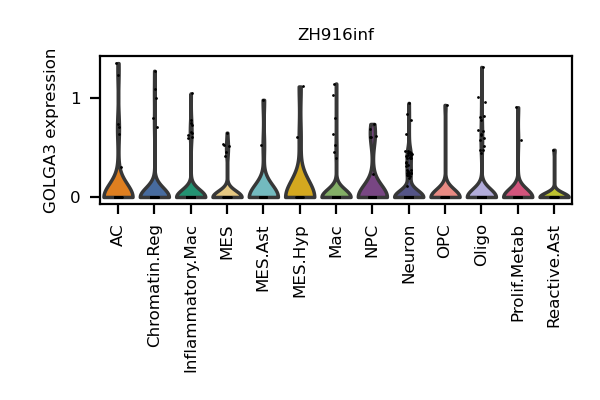 ZH916inf
GOLGA3 expression
1
0
AC
Chromatin.Reg
Inflammatory.Mac
MES
MES.Ast
MES.Hyp
Mac
NPC
Neuron
OPC
Oligo
Prolif.Metab
Reactive.Ast